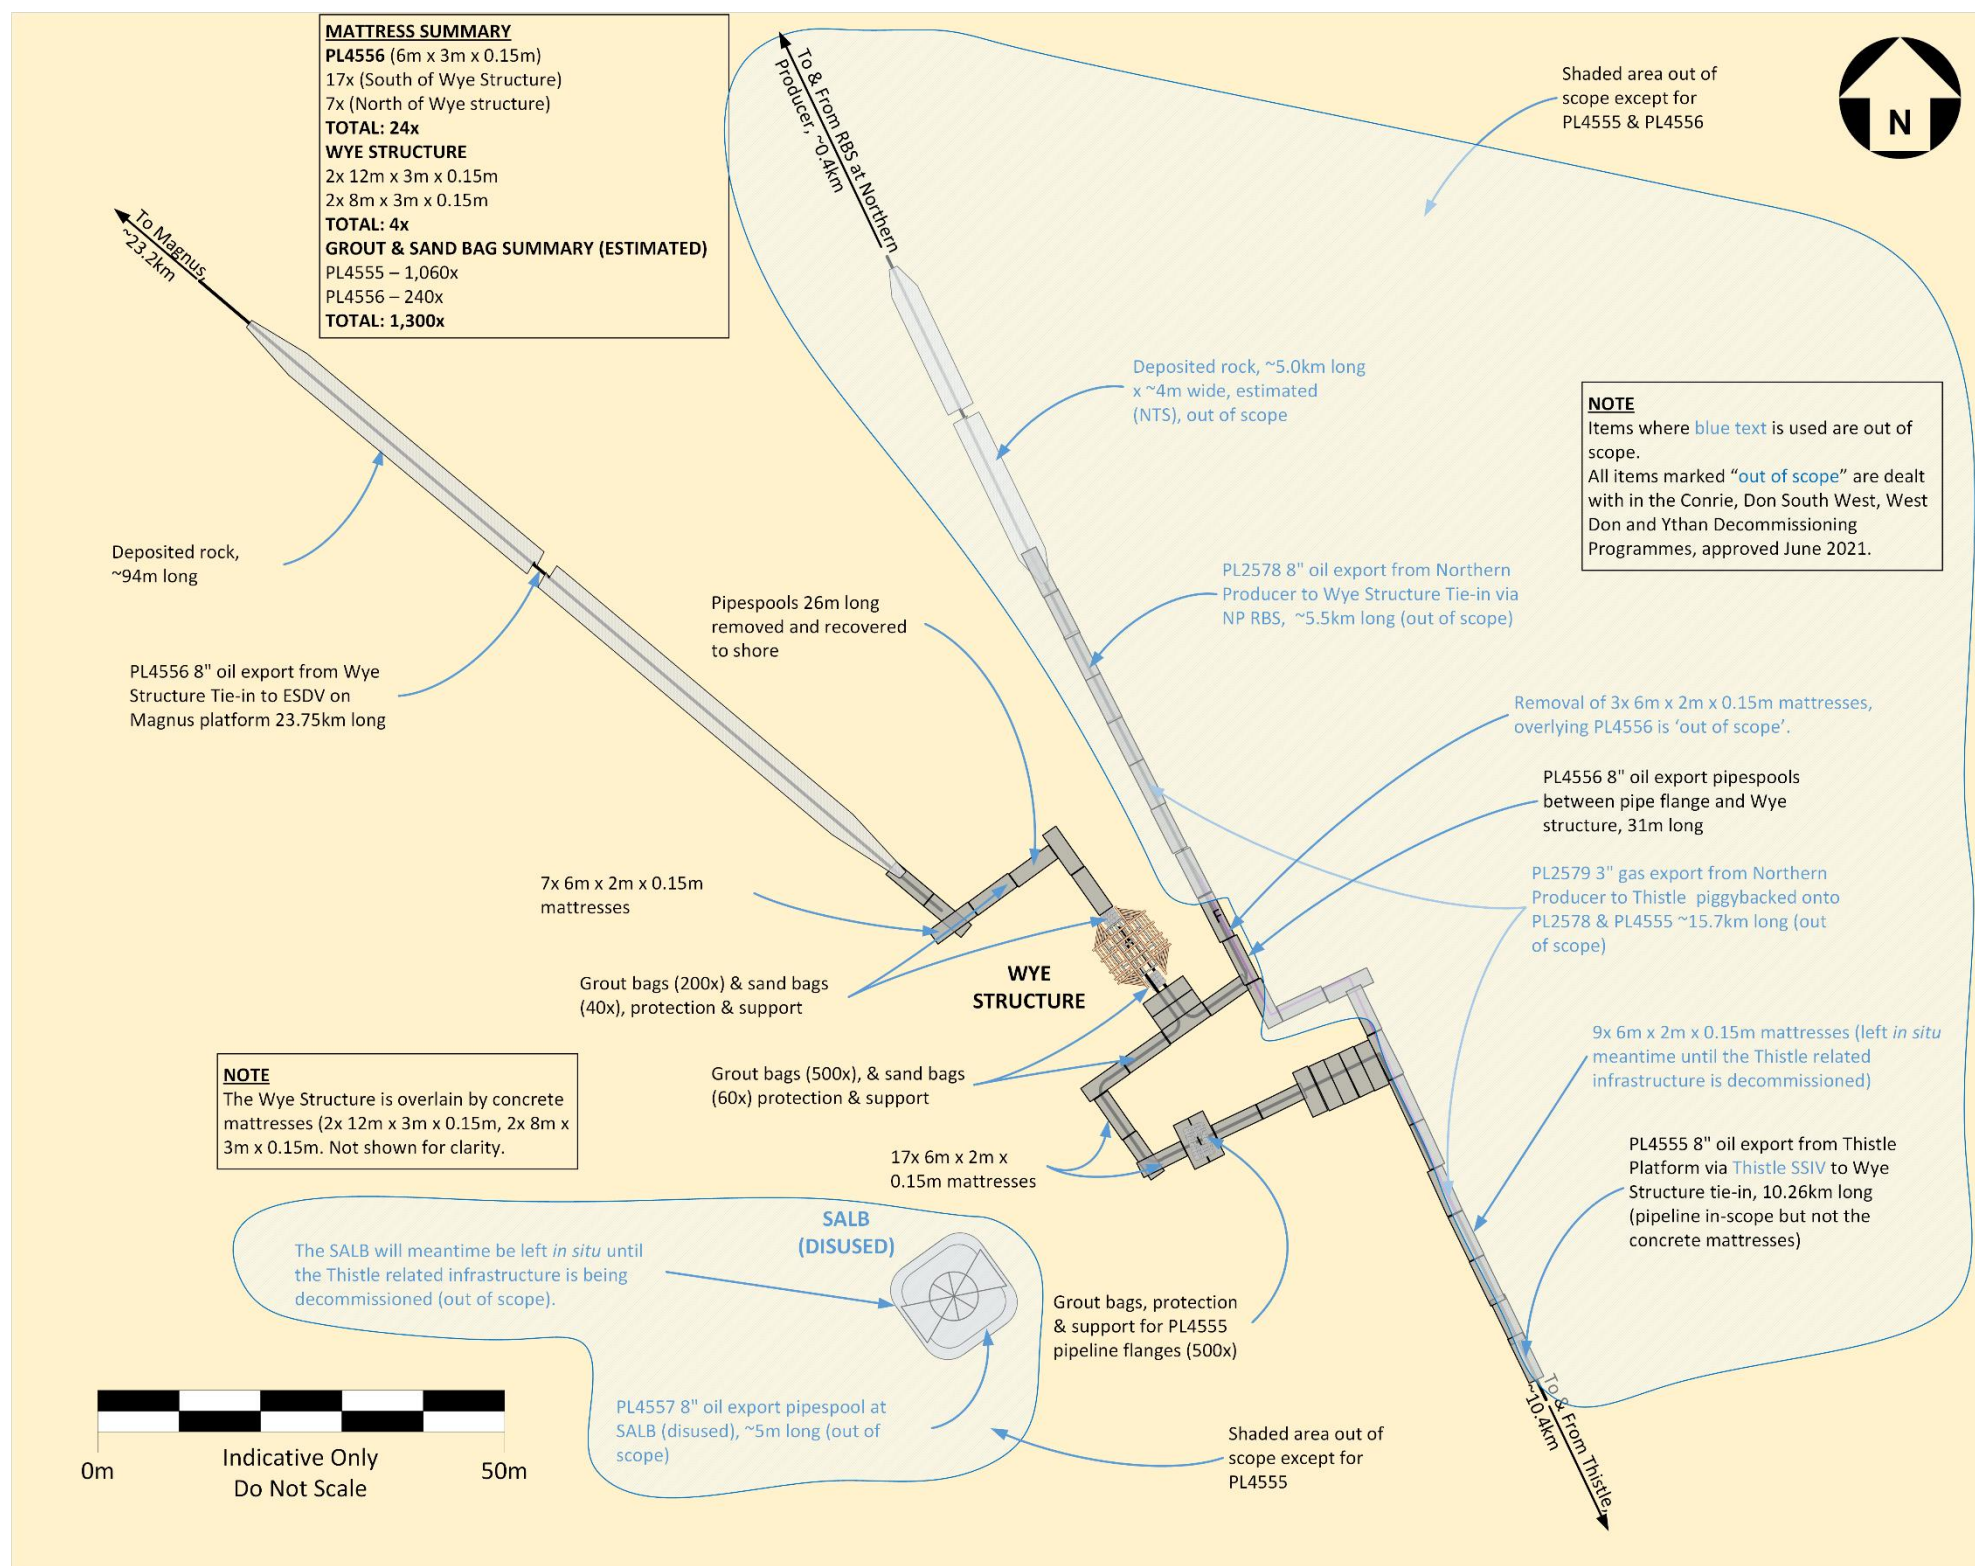 MATTRESS SUMMARY
PL4556 (6m x 3m x 0.15m)
17x (South of Wye Structure)
7x (North of Wye structure)
TOTAL: 24x
WYE STRUCTURE
2x 12m x 3m x 0.15m
2x 8m x 3m x 0.15m
TOTAL: 4x
GROUT & SAND BAG SUMMARY (ESTIMATED)
PL4555 – 1,060x
PL4556 – 240x
TOTAL: 1,300x
To & From RBS at Northern
Producer, ~0.4km
Shaded area out of
scope except for
PL4555 & PL4556
N
To Magnus,
~23.2km
Deposited rock, ~5.0km long
x ~4m wide, estimated
(NTS), out of scope
NOTE
Items where blue text is used are out of
scope.
All items marked “out of scope” are dealt
with in the Conrie, Don South West, West
Don and Ythan Decommissioning
Programmes, approved June 2021.
Deposited rock,
~94m long
PL2578 8" oil export from Northern
Producer to Wye Structure Tie-in via
NP RBS, ~5.5km long (out of scope)
Pipespools 26m long
removed and recovered
to shore
PL4556 8" oil export from Wye
Structure Tie-in to ESDV on
Magnus platform 23.75km long
Removal of 3x 6m x 2m x 0.15m mattresses,
overlying PL4556 is ‘out of scope’.
PL4556 8" oil export pipespools
between pipe flange and Wye
structure, 31m long
7x 6m x 2m x 0.15m
mattresses
PL2579 3" gas export from Northern
Producer to Thistle piggybacked onto
PL2578 & PL4555 ~15.7km long (out
of scope)
Grout bags (200x) & sand bags
(40x), protection & support
WYE
STRUCTURE
9x 6m x 2m x 0.15m mattresses (left in situ
meantime until the Thistle related
infrastructure is decommissioned)
NOTE
The Wye Structure is overlain by concrete
mattresses (2x 12m x 3m x 0.15m, 2x 8m x
3m x 0.15m. Not shown for clarity.
Grout bags (500x), & sand bags
(60x) protection & support
17x 6m x 2m x
0.15m mattresses
PL4555 8" oil export from Thistle
Platform via Thistle SSIV to Wye
Structure tie-in, 10.26km long
(pipeline in-scope but not the
concrete mattresses)
SALB
(DISUSED)
The SALB will meantime be left in situ until
the Thistle related infrastructure is being
decommissioned (out of scope).
Grout bags, protection
& support for PL4555
pipeline flanges (500x)
PL4557 8" oil export pipespool at
SALB (disused), ~5m long (out of
scope)
Shaded area out of
scope except for
PL4555
To & From Thistle,
~10.4km
0m
Indicative Only
Do Not Scale
50m